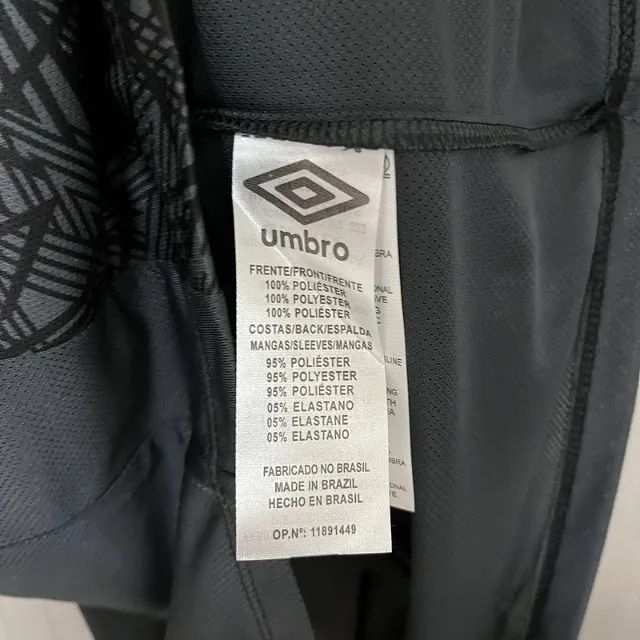 umbro
FRENTE/FRONT/FRENTE
100% POLIÉSTER
100% POLYESTER
100% POLIÉSTER
COSTAS/BACK/ESPALDA
MANGAS/SLEEVES/MANGAS
95% POLIÉSTER
95% POLYESTER
95% POLIÉSTER
05% ELASTANO
05% ELASTANE
05% ELASTANO
FABRICADO NO BRASIL
MADE IN BRAZIL
HECHO EN BRASIL
OP.Nº: 11891449